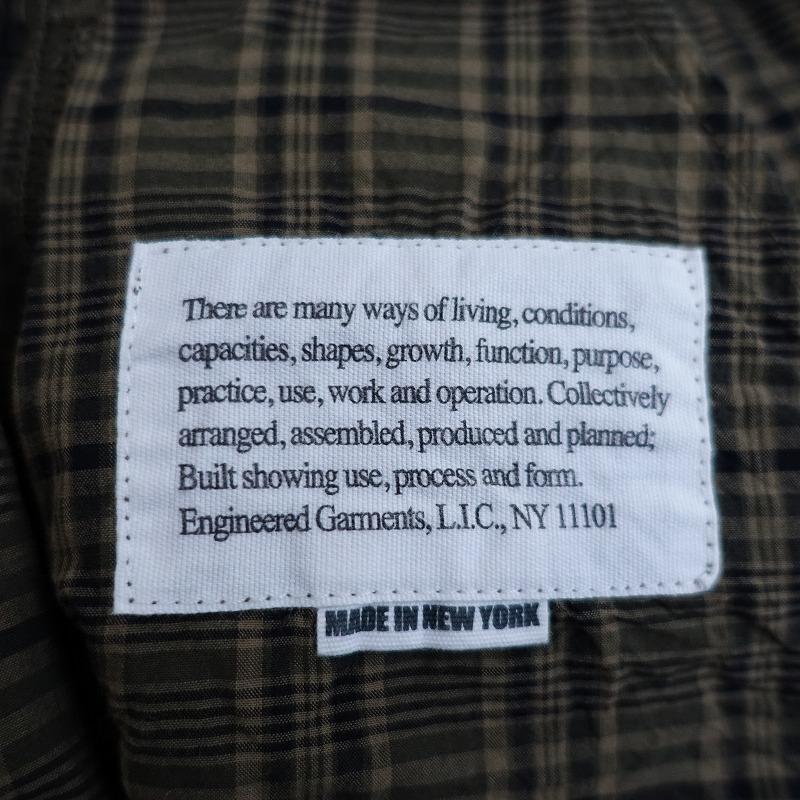 There are many ways of living, conditions,
capacities, shapes, growth, function, purpose,
practice, use, work and operation. Collectively
arranged, assembled, produced and planned;
Built showing use, process and form.
Engineered Garments, L.I.C., NY 11101
MADE IN NEW YORK